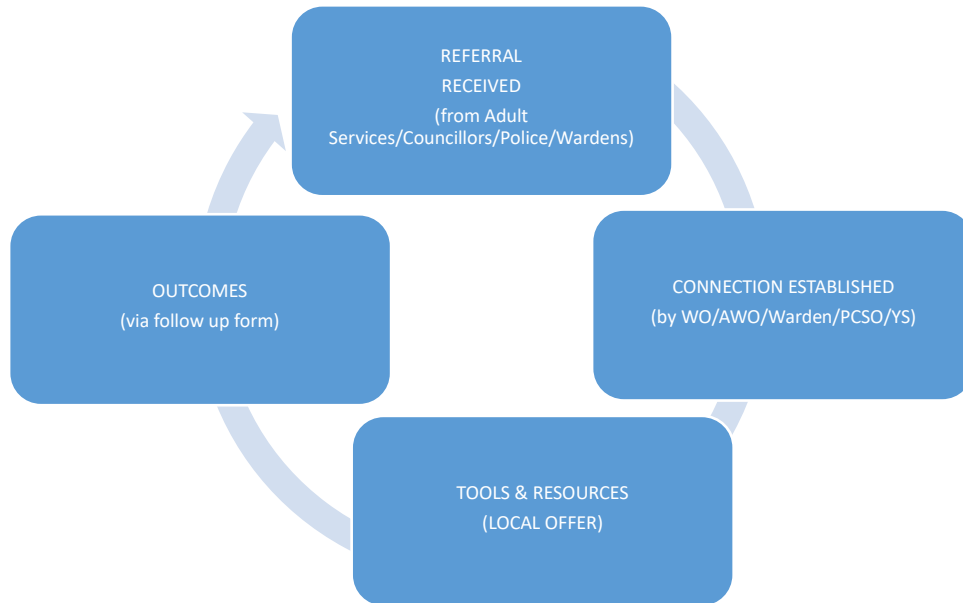 REFERRAL
RECEIVED
(from Adult
Services/Councillors/Police/Wardens)
CONNECTION ESTABLISHED
(by WO/AWO/Warden/PCSO/YS)
TOOLS & RESOURCES
(LOCAL OFFER)
OUTCOMES
(via follow up form)